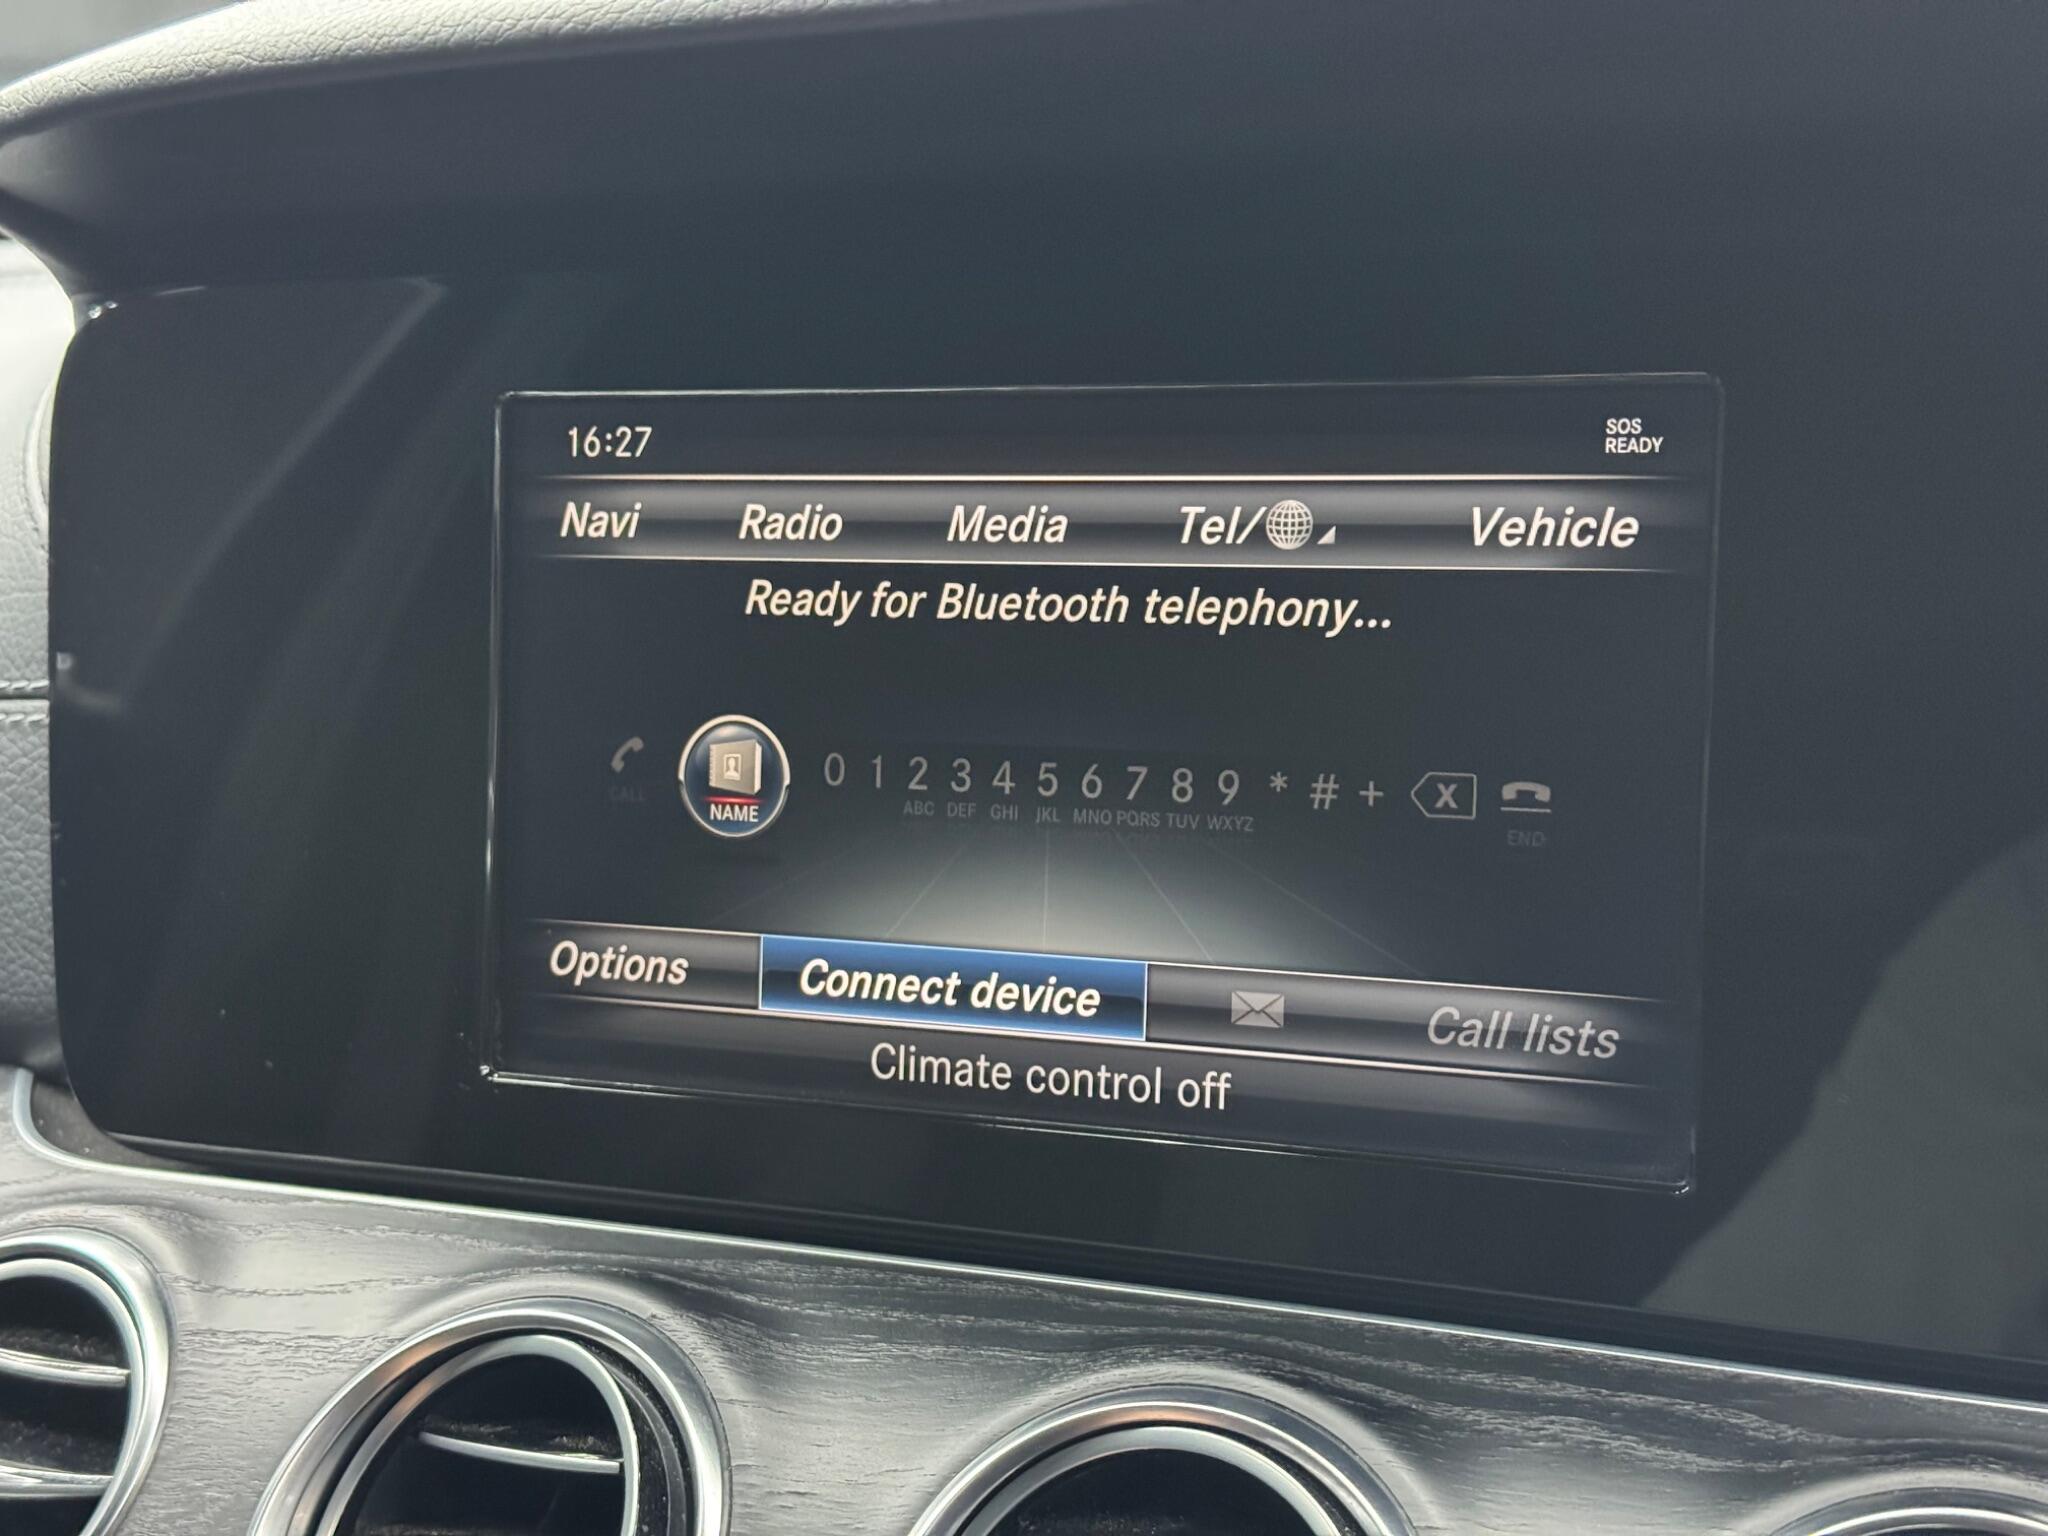 16:27
SOS
READY
Navi Radio Media Tel/ Vehicle
Ready for Bluetooth telephony...
CALL
NAME
0 1 2 3 4 5 6 7 8 9 * # + X
ABC DEF GHI JKL MNO PQRS TUV WXYZ
END
Options Connect device Call lists
Climate control off